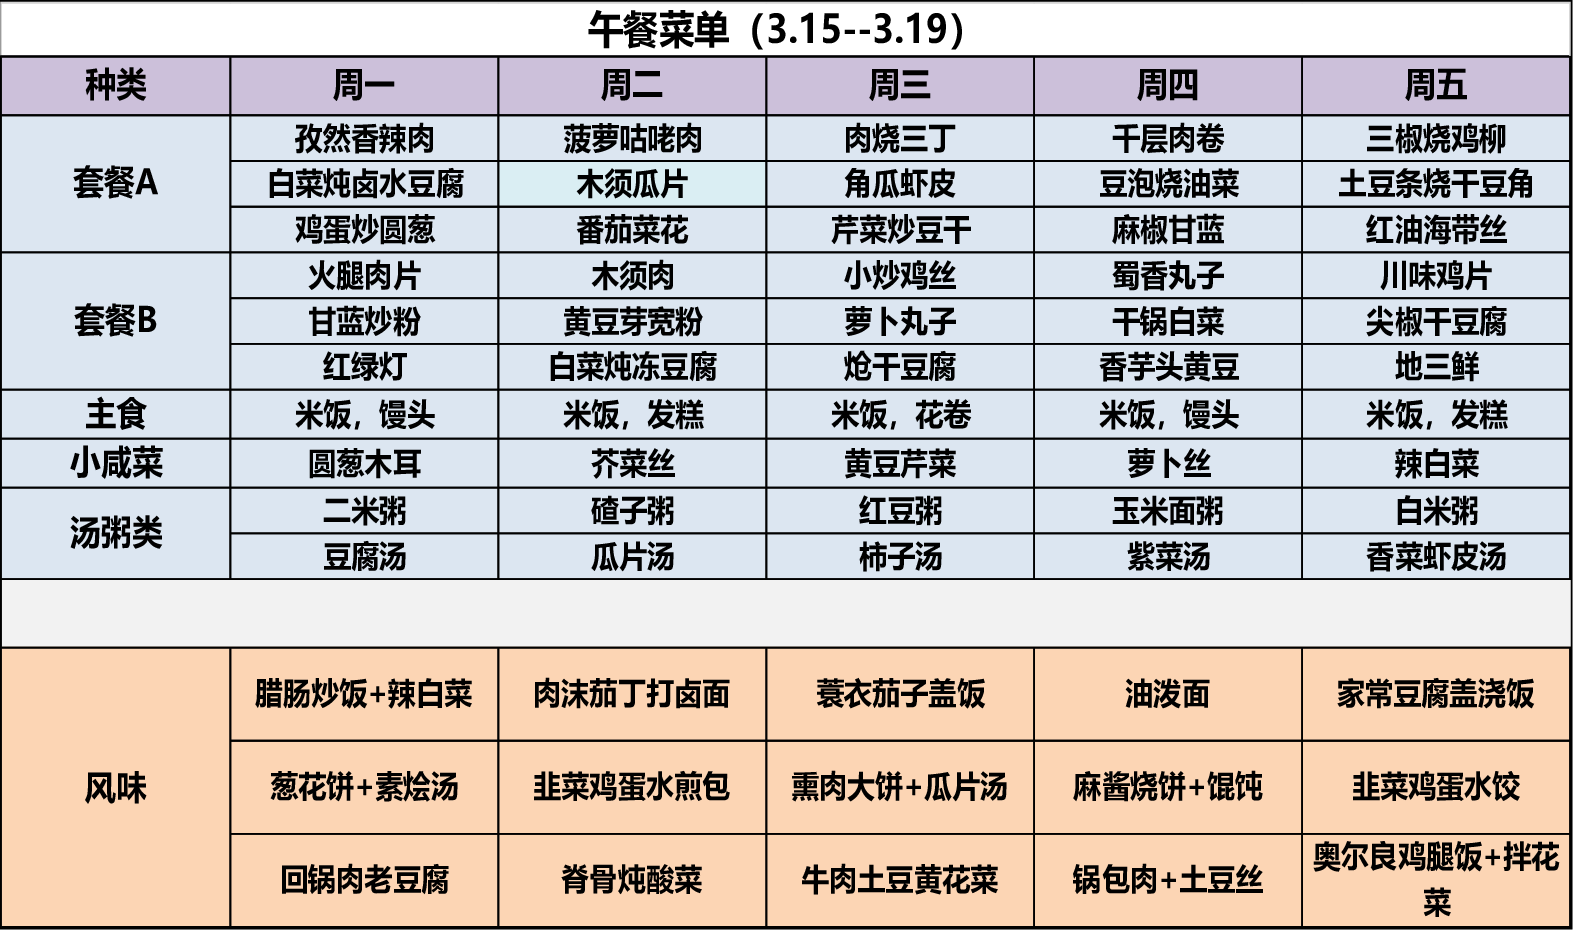 午餐菜单（3.15--3.19）
种类 周一 周二 周三 周四 周五
套餐A
孜然香辣肉 菠萝咕咾肉 肉烧三丁 千层肉卷 三椒烧鸡柳
白菜炖卤水豆腐 木须瓜片 角瓜虾皮 豆泡烧油菜 土豆条烧干豆角
鸡蛋炒圆葱 番茄菜花 芹菜炒豆干 麻椒甘蓝 红油海带丝
套餐B
火腿肉片 木须肉 小炒鸡丝 蜀香丸子 川味鸡片
甘蓝炒粉 黄豆芽宽粉 萝卜丸子 干锅白菜 尖椒干豆腐
红绿灯 白菜炖冻豆腐 炝干豆腐 香芋头黄豆 地三鲜
主食 米饭，馒头 米饭，发糕 米饭，花卷 米饭，馒头 米饭，发糕
小咸菜 圆葱木耳 芥菜丝 黄豆芹菜 萝卜丝 辣白菜
汤粥类
二米粥 碴子粥 红豆粥 玉米面粥 白米粥
豆腐汤 瓜片汤 柿子汤 紫菜汤 香菜虾皮汤
风味
腊肠炒饭+辣白菜 肉沫茄丁打卤面 蓑衣茄子盖饭 油泼面 家常豆腐盖浇饭
葱花饼+素烩汤 韭菜鸡蛋水煎包 熏肉大饼+瓜片汤 麻酱烧饼+馄饨 韭菜鸡蛋水饺
回锅肉老豆腐 脊骨炖酸菜 牛肉土豆黄花菜 锅包肉+土豆丝 奥尔良鸡腿饭+拌花
菜